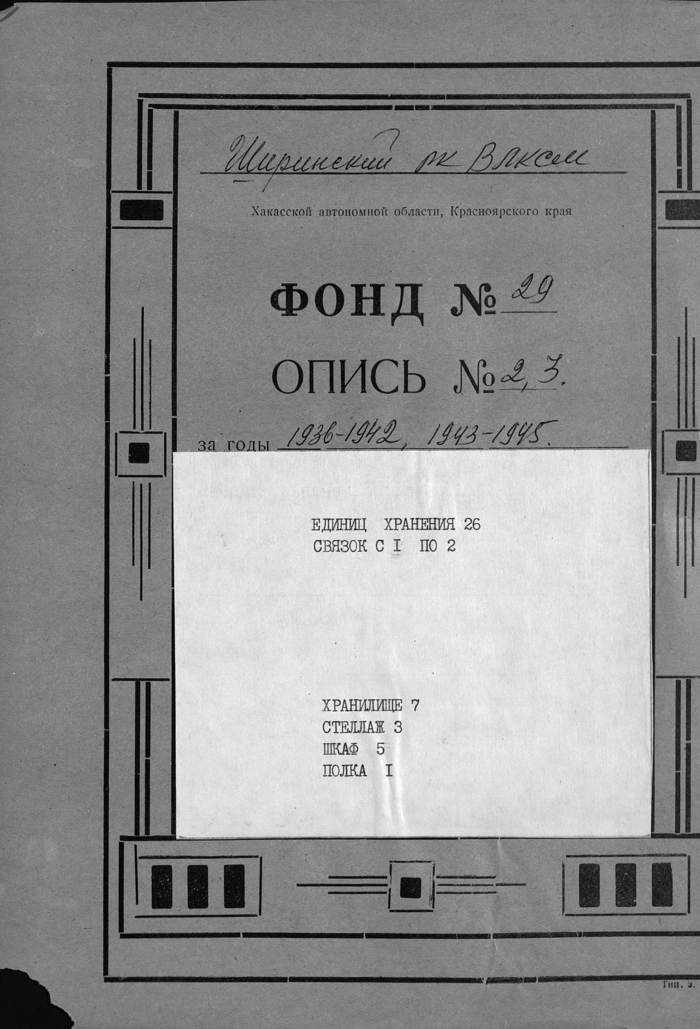 Ширинский рк ВЛКСМ
Хакасской автономной области, Красноярского края
ФОНД № 29
ОПИСЬ № 2, 3.
за годы 1936-1942, 1943-1945.
ЕДИНИЦ ХРАНЕНИЯ 26
СВЯЗОК С I ПО 2
ХРАНИЛИЩЕ 7
СТЕЛЛАЖ 3
ШКАФ 5
ПОЛКА I
Тип. з.